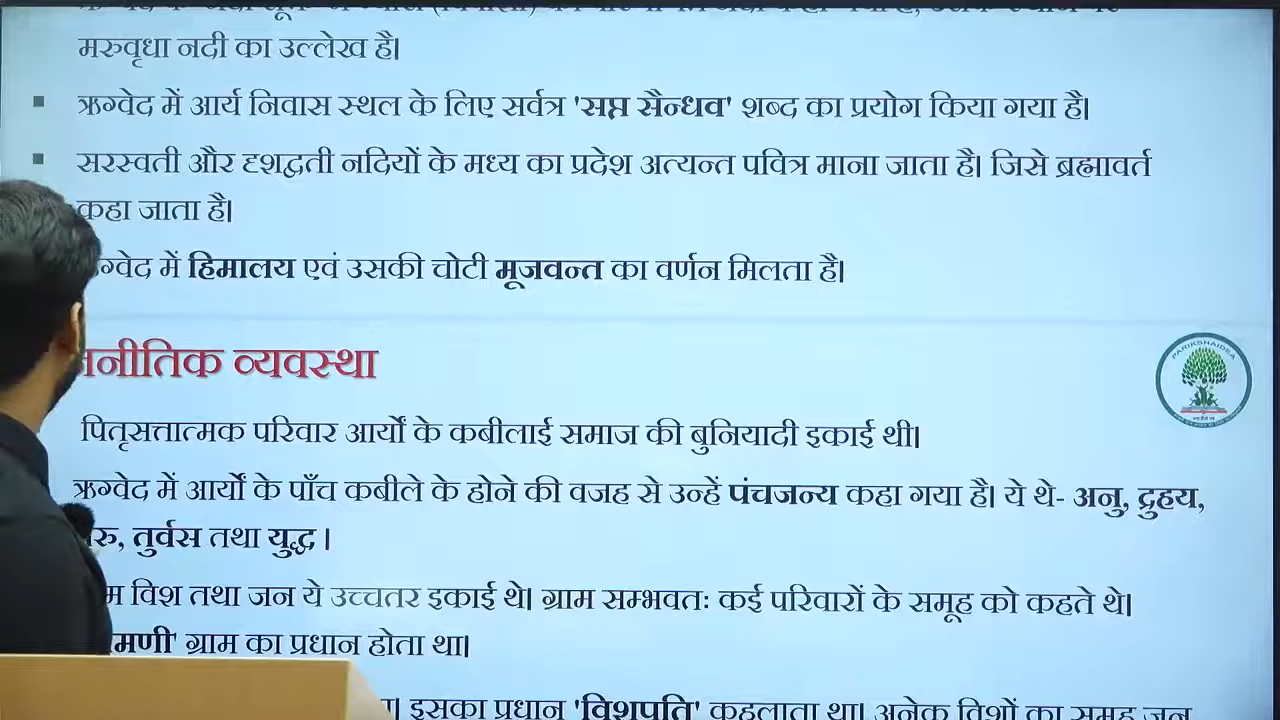 मरुवृधा नदी का उल्लेख है।
ऋग्वेद में आर्य निवास स्थल के लिए सर्वत्र 'सप्त सैन्धव' शब्द का प्रयोग किया गया है।
सरस्वती और दृशद्वती नदियों के मध्य का प्रदेश अत्यन्त पवित्र माना जाता है। जिसे ब्रह्मावर्त
कहा जाता है।
में हिमालय एवं उसकी चोटी मूजवन्त का वर्णन मिलता है।
व्यवस्था
PARIKSHAIDEA
पितृसत्तात्मक परिवार आर्यों के कबीलाई समाज की बुनियादी इकाई थी।
ऋग्वेद में आर्यों के पाँच कबीले के होने की वजह से उन्हें पंचजन्य कहा गया है। ये थे- अनु, द्रुहय,
तुर्वस तथा युद्ध।
विश तथा जन ये उच्चतर इकाई थे। ग्राम सम्भवतः कई परिवारों के समूह को कहते थे।
ग्राम का प्रधान होता था।
इसका प्रधान 'विशपति' कहलाता था। अनेक विशों का समूह जन